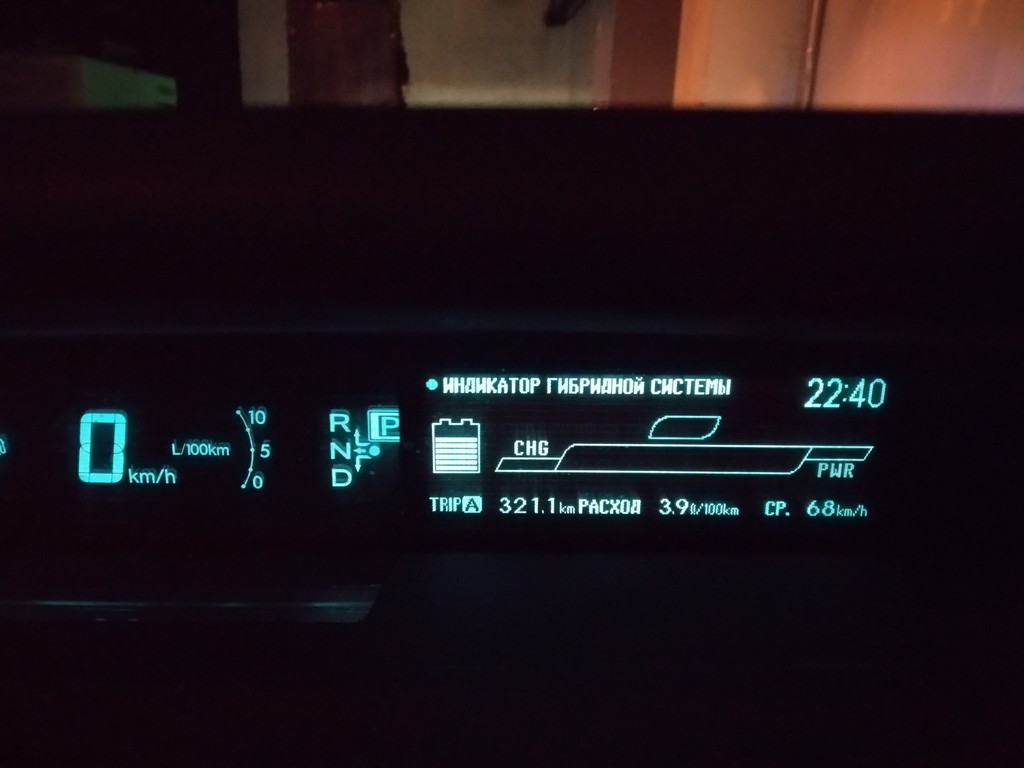 ИНДИКАТОР ГИБРИДНОЙ СИСТЕМЫ 22:40
0 km/h
L/100km 10 5 0
R P
N
D
CHG
PWR
TRIP A 321.1 km РАСХОД 3.9 ℓ/100km СР. 68 km/h